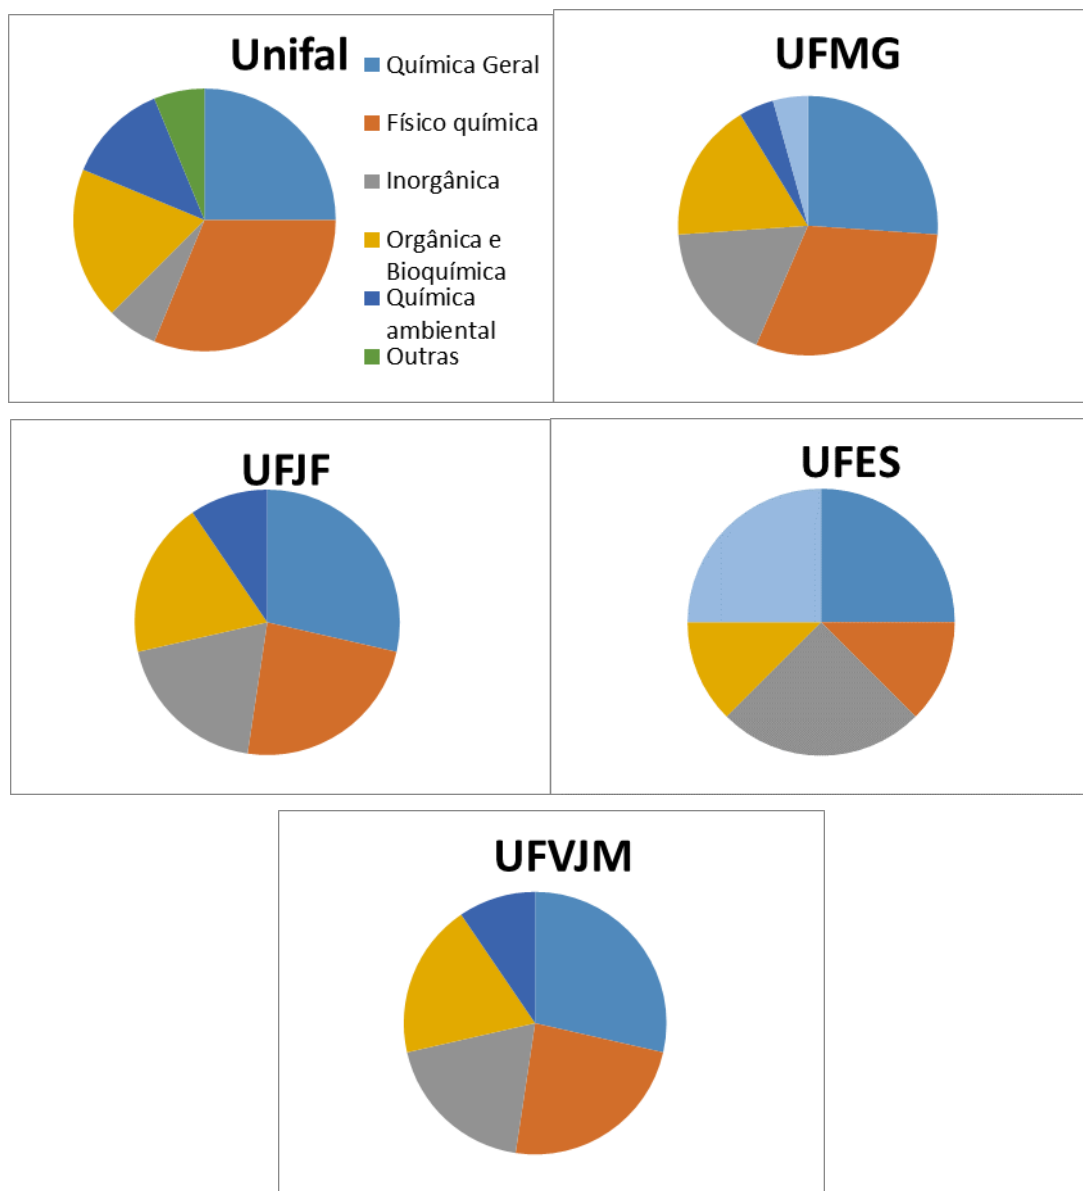 Unifal
Química Geral
Físico química
Inorgânica
Orgânica e
Bioquímica
Química
ambiental
Outras
UFMG
UFJF
UFES
UFVJM